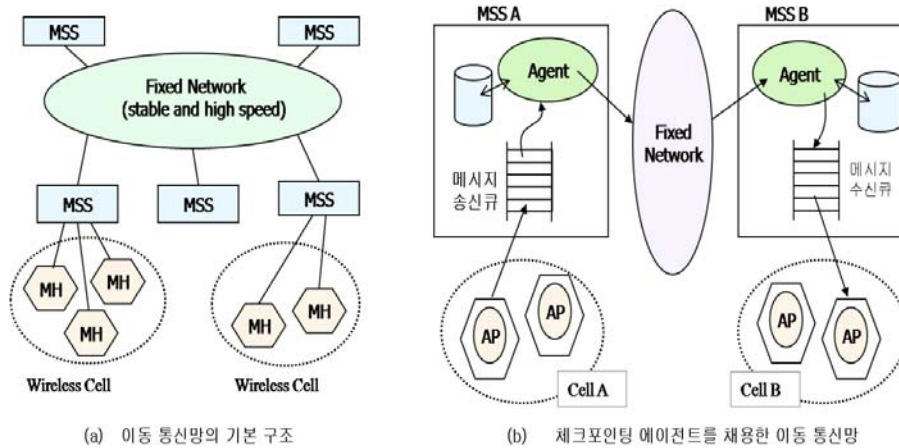 MSS
MSS
Fixed Network
(stable and high speed)
MSS
MSS
MSS
MH
MH
MH
MH
MH
Wireless Cell
Wireless Cell
(a) 이동 통신망의 기본 구조
MSS A
MSS B
Agent
Agent
Fixed
Network
메시지
송신큐
메시지
수신큐
AP
AP
AP
AP
Cell A
Cell B
(b) 체크포인팅 에이전트를 채용한 이동 통신망